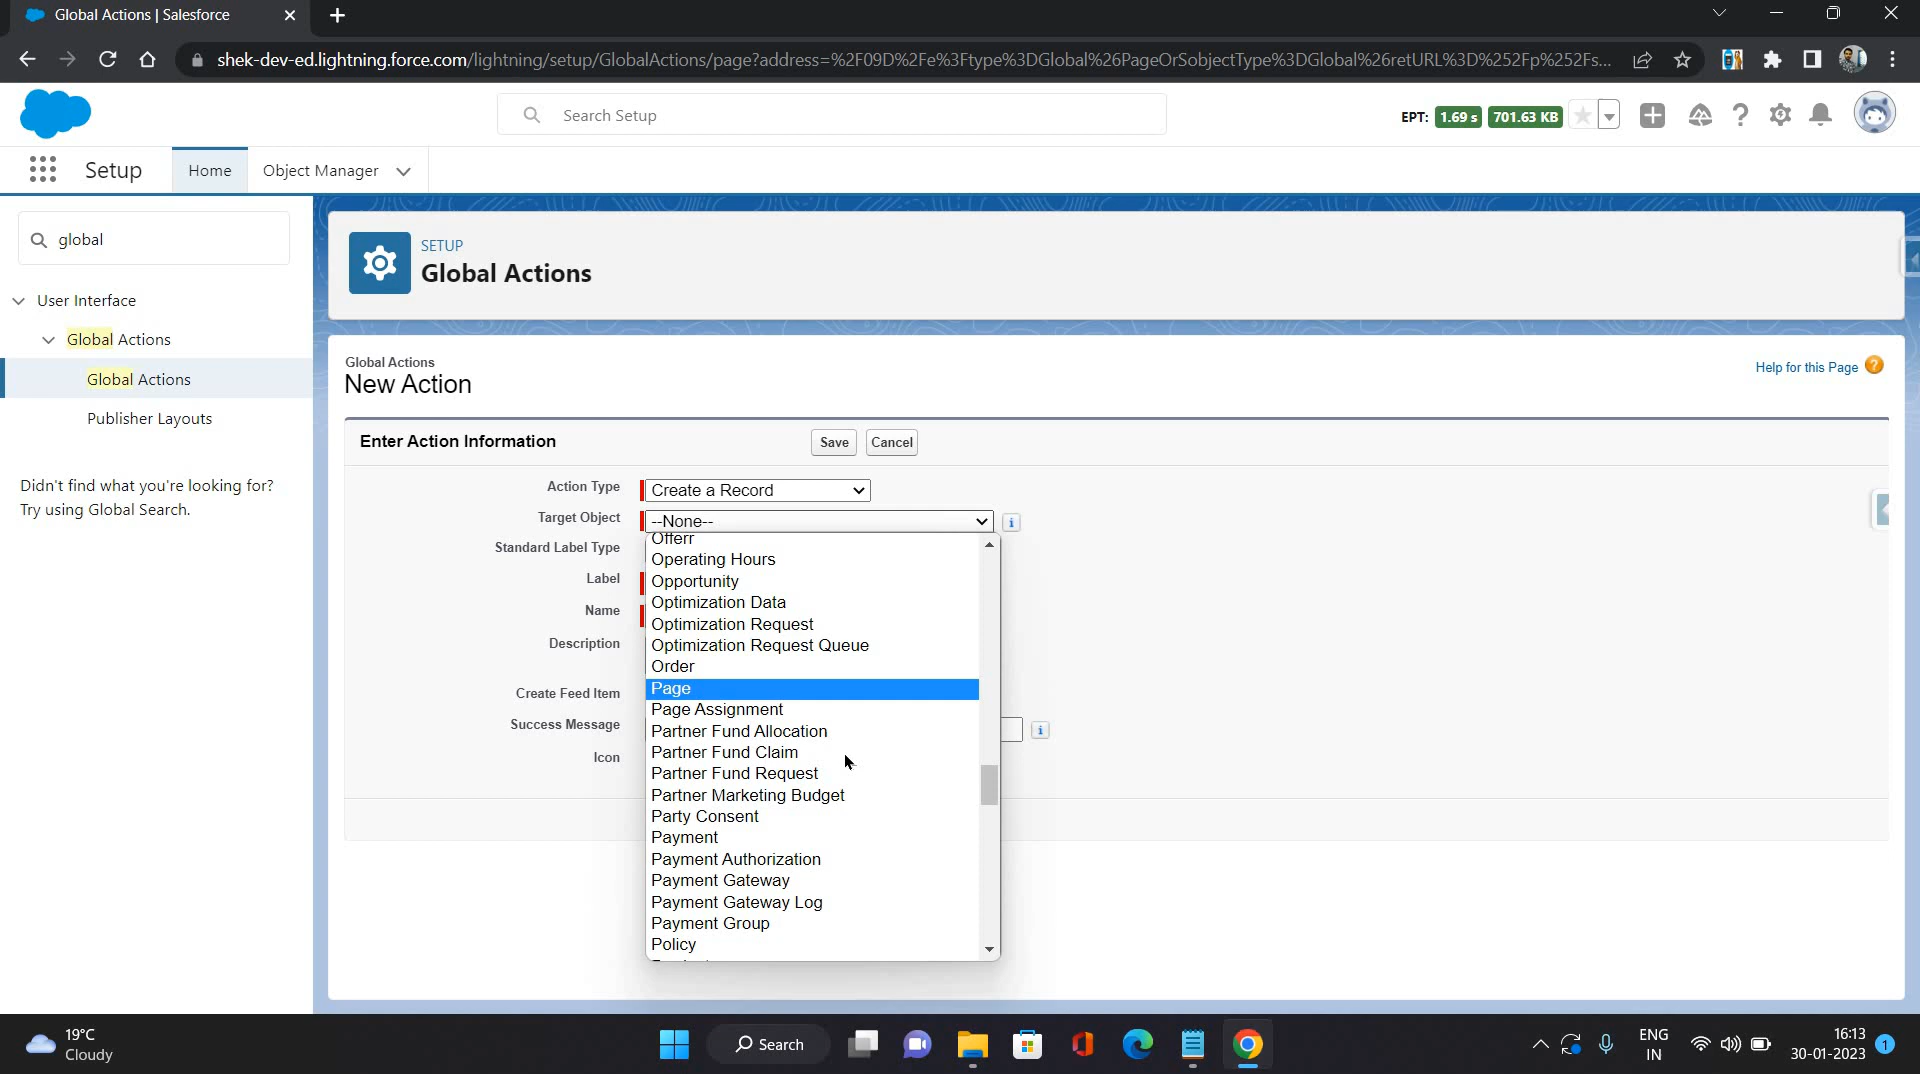 Global Actions | Salesforce
shek-dev-ed.lightning.force.com/lightning/setup/GlobalActions/page?address=%2F09D%2Fe%3Ftype%3DGlobal%26PageOrSobjectType%3DGlobal%26retURL%3D%252Fp%252Fs...
Search Setup
EPT: 1.69 s 701.63 KB
Setup Home Object Manager
global
User Interface
Global Actions
Global Actions
Publisher Layouts
Didn't find what you're looking for?
Try using Global Search.
SETUP
Global Actions
Global Actions
New Action
Help for this Page
Enter Action Information Save Cancel
Action Type Create a Record
Target Object --None--
Standard Label Type
Label
Name
Description
Create Feed Item
Success Message
Icon
Offerr
Operating Hours
Opportunity
Optimization Data
Optimization Request
Optimization Request Queue
Order
Page
Page Assignment
Partner Fund Allocation
Partner Fund Claim
Partner Fund Request
Partner Marketing Budget
Party Consent
Payment
Payment Authorization
Payment Gateway
Payment Gateway Log
Payment Group
Policy
19°C
Cloudy
Search
ENG
IN
16:13
30-01-2023
1